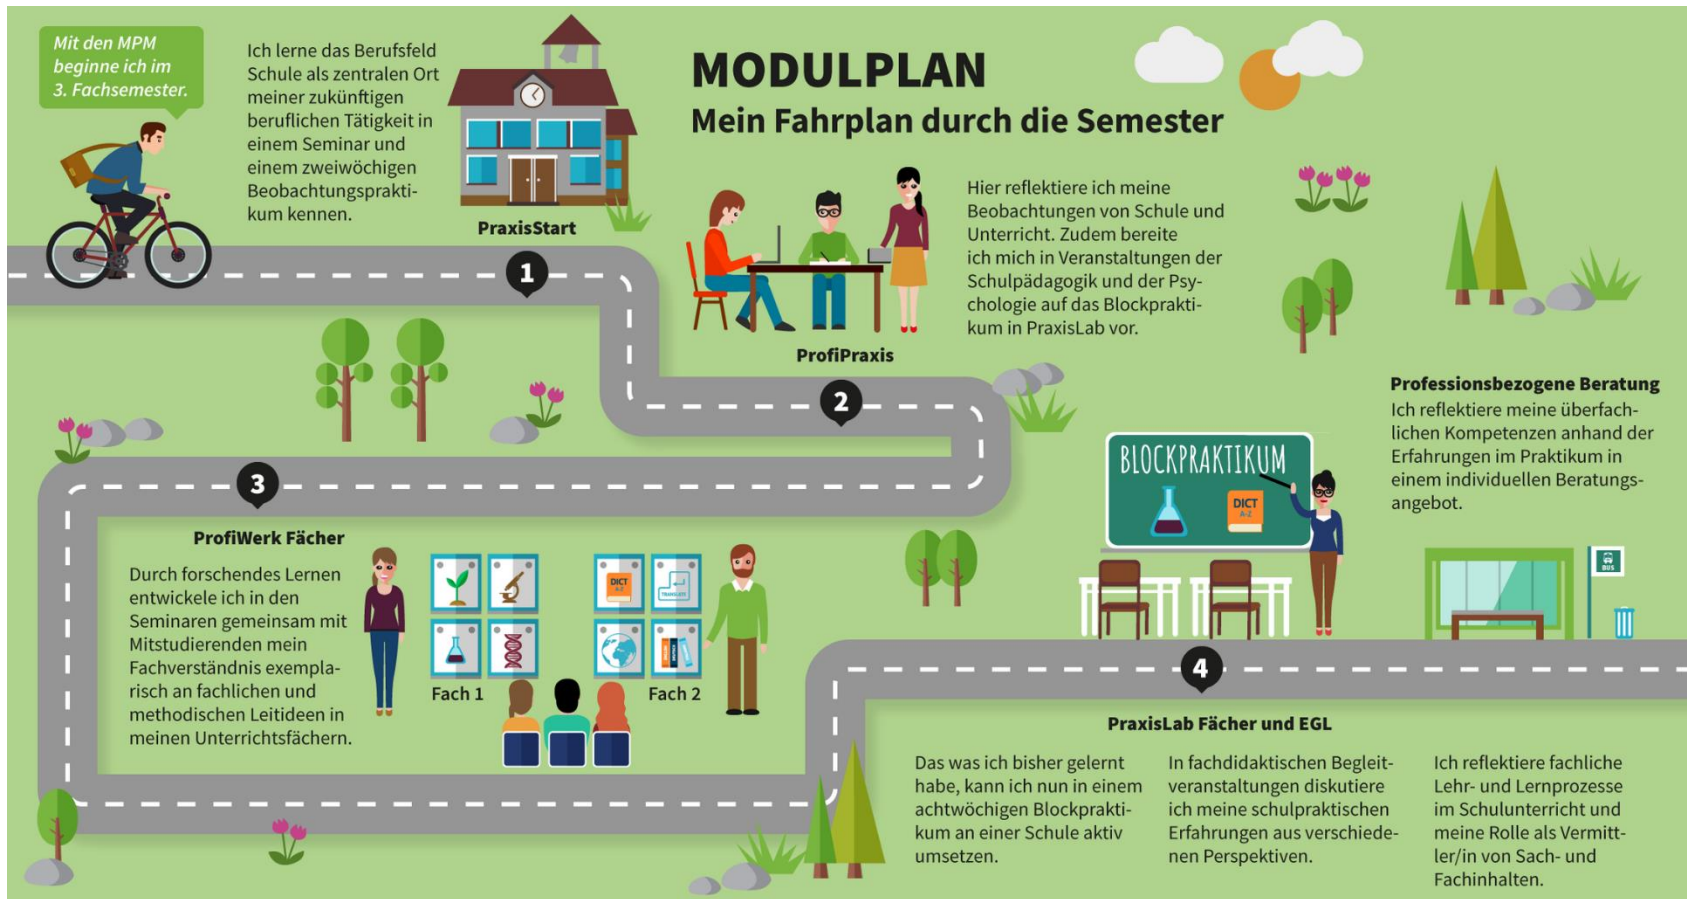 Mit den MPM
beginne ich im
3. Fachsemester.
Ich lerne das Berufsfeld
Schule als zentralen Ort
meiner zukünftigen
beruflichen Tätigkeit in
einem Seminar und
einem zweiwöchigen
Beobachtungsprakti-
kum kennen.
MODULPLAN
Mein Fahrplan durch die Semester
PraxisStart
1
Hier reflektiere ich meine
Beobachtungen von Schule und
Unterricht. Zudem bereite
ich mich in Veranstaltungen der
Schulpädagogik und der Psy-
chologie auf das Blockprakti-
kum in PraxisLab vor.
ProfiPraxis
2
3
ProfiWerk Fächer
Durch forschendes Lernen
entwickele ich in den
Seminaren gemeinsam mit
Mitstudierenden mein
Fachverständnis exempla-
risch an fachlichen und
methodischen Leitideen in
meinen Unterrichtsfächern.
Fach 1
DICT
A-Z
TRANSLATE
Fach 2
BLOCKPRAKTIKUM
DICT
A-Z
Professionsbezogene Beratung
Ich reflektiere meine überfach-
lichen Kompetenzen anhand der
Erfahrungen im Praktikum in
einem individuellen Beratungs-
angebot.
BUS
4
PraxisLab Fächer und EGL
Das was ich bisher gelernt
habe, kann ich nun in einem
achtwöchigen Blockprakti-
kum an einer Schule aktiv
umsetzen.
In fachdidaktischen Begleit-
veranstaltungen diskutiere
ich meine schulpraktischen
Erfahrungen aus verschiede-
nen Perspektiven.
Ich reflektiere fachliche
Lehr- und Lernprozesse
im Schulunterricht und
meine Rolle als Vermitt-
ler/in von Sach- und
Fachinhalten.